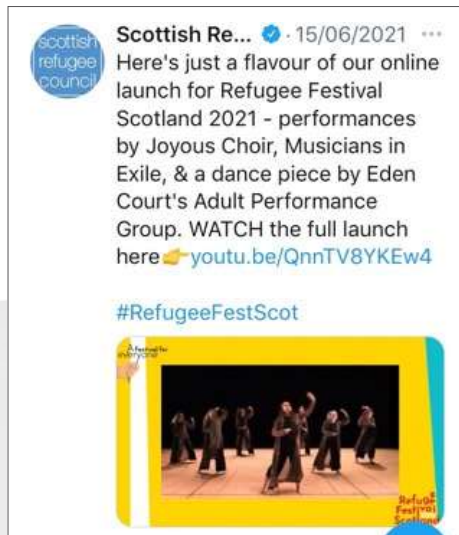 scottish
refugee
council
Scottish Re... · 15/06/2021 ···
Here's just a flavour of our online
launch for Refugee Festival
Scotland 2021 - performances
by Joyous Choir, Musicians in
Exile, & a dance piece by Eden
Court's Adult Performance
Group. WATCH the full launch
here👉youtu.be/QnnTV8YKEw4
#RefugeeFestScot
A festival for
everyone
Refuge
Festival
Scotland